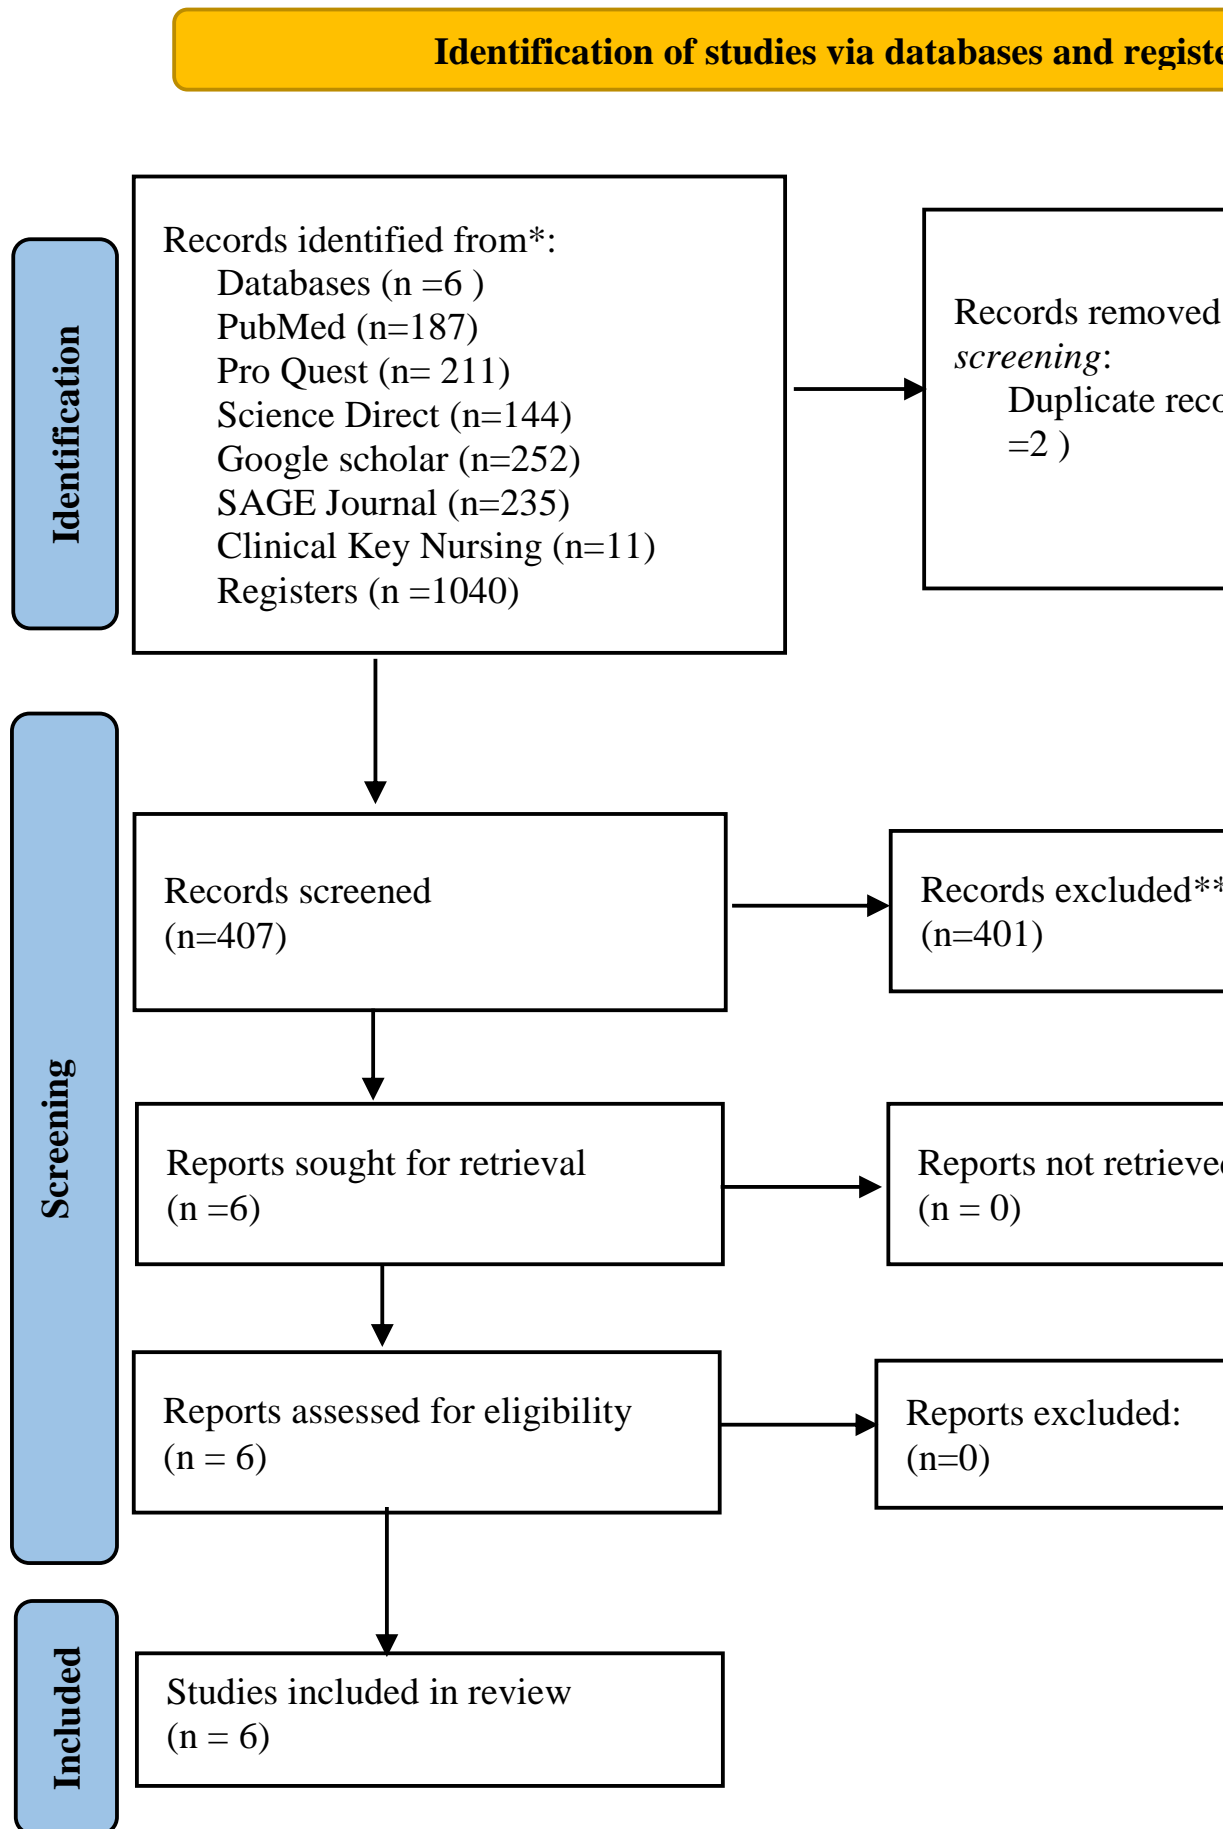 Identification of studies via databases and registe
Identification
Records identified from*:
Databases (n =6 )
PubMed (n=187)
Pro Quest (n= 211)
Science Direct (n=144)
Google scholar (n=252)
SAGE Journal (n=235)
Clinical Key Nursing (n=11)
Registers (n =1040)
Records removed
screening:
Duplicate reco
=2 )
Screening
Records screened
(n=407)
Records excluded**
(n=401)
Reports sought for retrieval
(n =6)
Reports not retrieved
(n = 0)
Reports assessed for eligibility
(n = 6)
Reports excluded:
(n=0)
Included
Studies included in review
(n = 6)